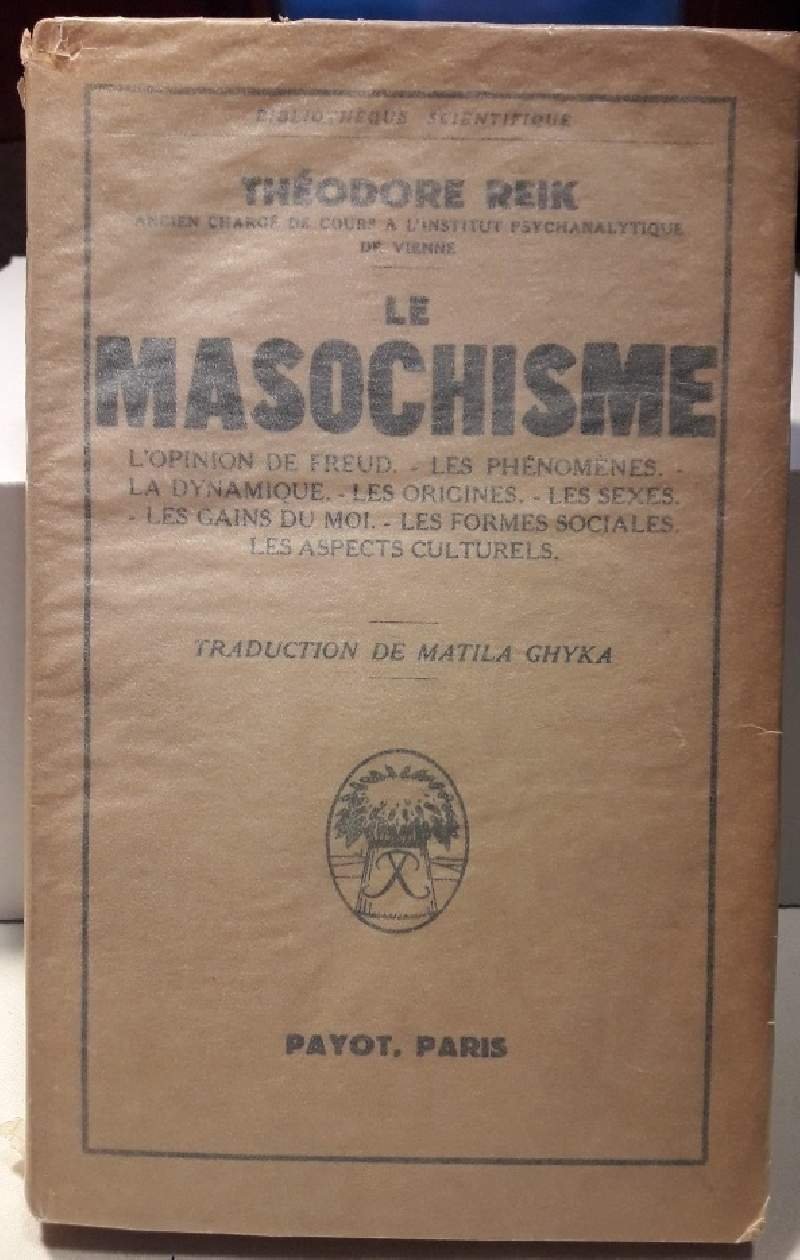 BIBLIOTHÈQUE SCIENTIFIQUE
THÉODORE REIK
ANCIEN CHARGÉ DE COURS A L'INSTITUT PSYCHANALYTIQUE
DE VIENNE
LE
MASOCHISME
L'OPINION DE FREUD. - LES PHÉNOMÈNES. -
LA DYNAMIQUE. - LES ORIGINES. - LES SEXES.
- LES GAINS DU MOI. - LES FORMES SOCIALES.
LES ASPECTS CULTURELS.
TRADUCTION DE MATILA GHYKA
PAYOT, PARIS